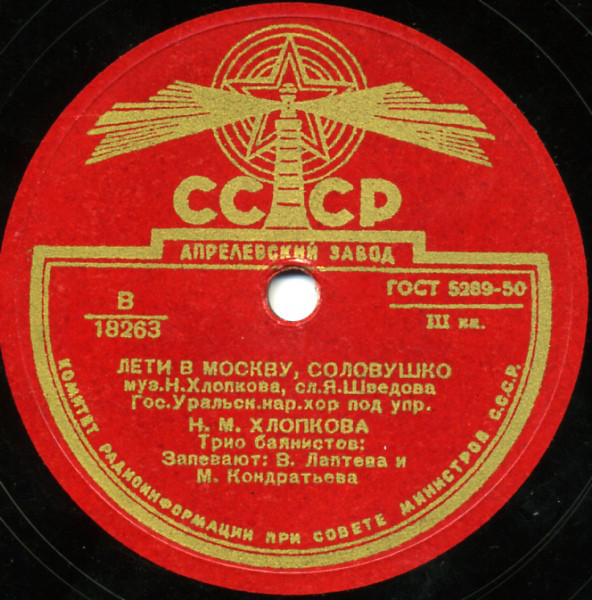 СССР
АПРЕЛЕВСКИЙ ЗАВОД
В
18263
ГОСТ 5289-50
III кл.
ЛЕТИ В МОСКВУ, СОЛОВУШКО
муз.Н.Хлопкова, сл.Я.Шведова
Гос.Уральск.нар.хор под упр.
Н. М. ХЛОПКОВА
Трио баянистов:
Запевают: В. Лаптева и
М. Кондратьева
КОМИТЕТ РАДИОИНФОРМАЦИИ ПРИ СОВЕТЕ МИНИСТРОВ С.С.С.Р.